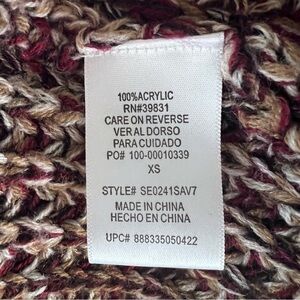 100%ACRYLIC
RN#39831
CARE ON REVERSE
VER AL DORSO
PARA CUIDADO
PO# 100-00010339
XS
STYLE# SE0241SAV7
MADE IN CHINA
HECHO EN CHINA
UPC# 888335050422